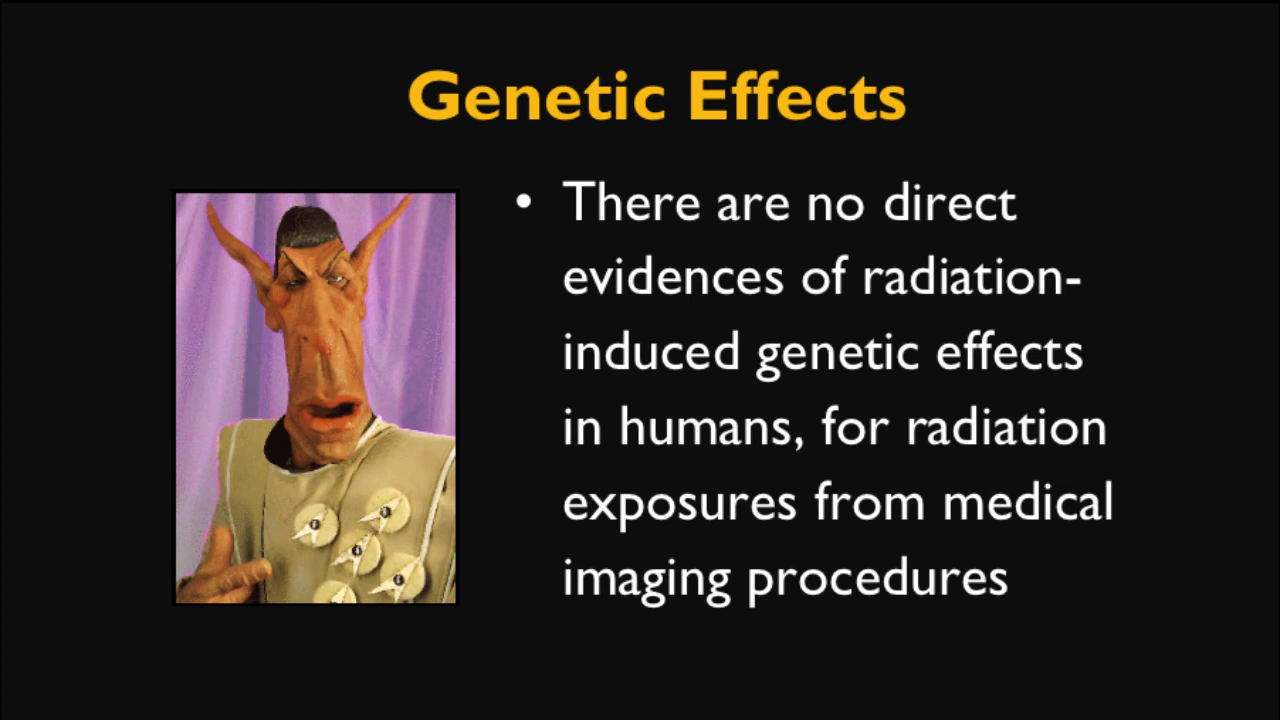 Genetic Effects
• There are no direct
evidences of radiation-
induced genetic effects
in humans, for radiation
exposures from medical
imaging procedures